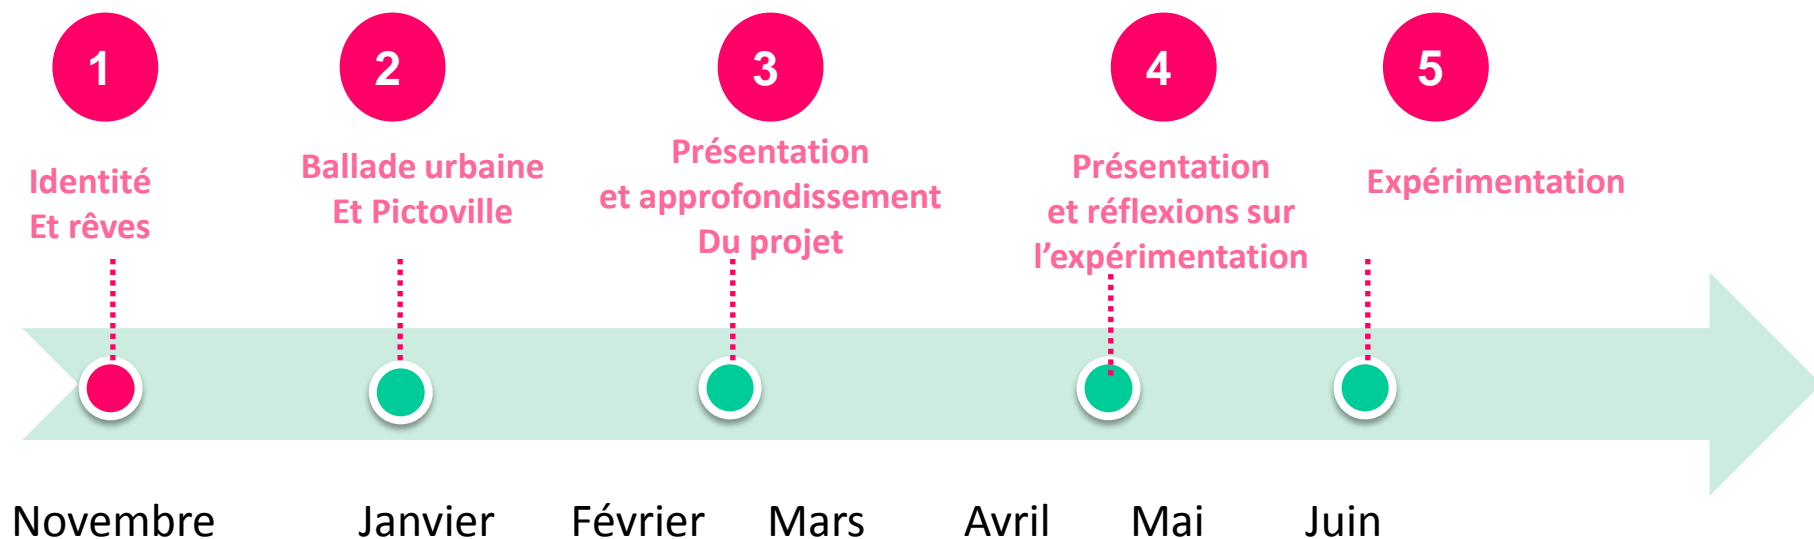 1
Identité
Et rêves
2
Ballade urbaine
Et Pictoville
3
Présentation
et approfondissement
Du projet
4
Présentation
et réflexions sur
l’expérimentation
5
Expérimentation
Novembre Janvier Février Mars Avril Mai Juin